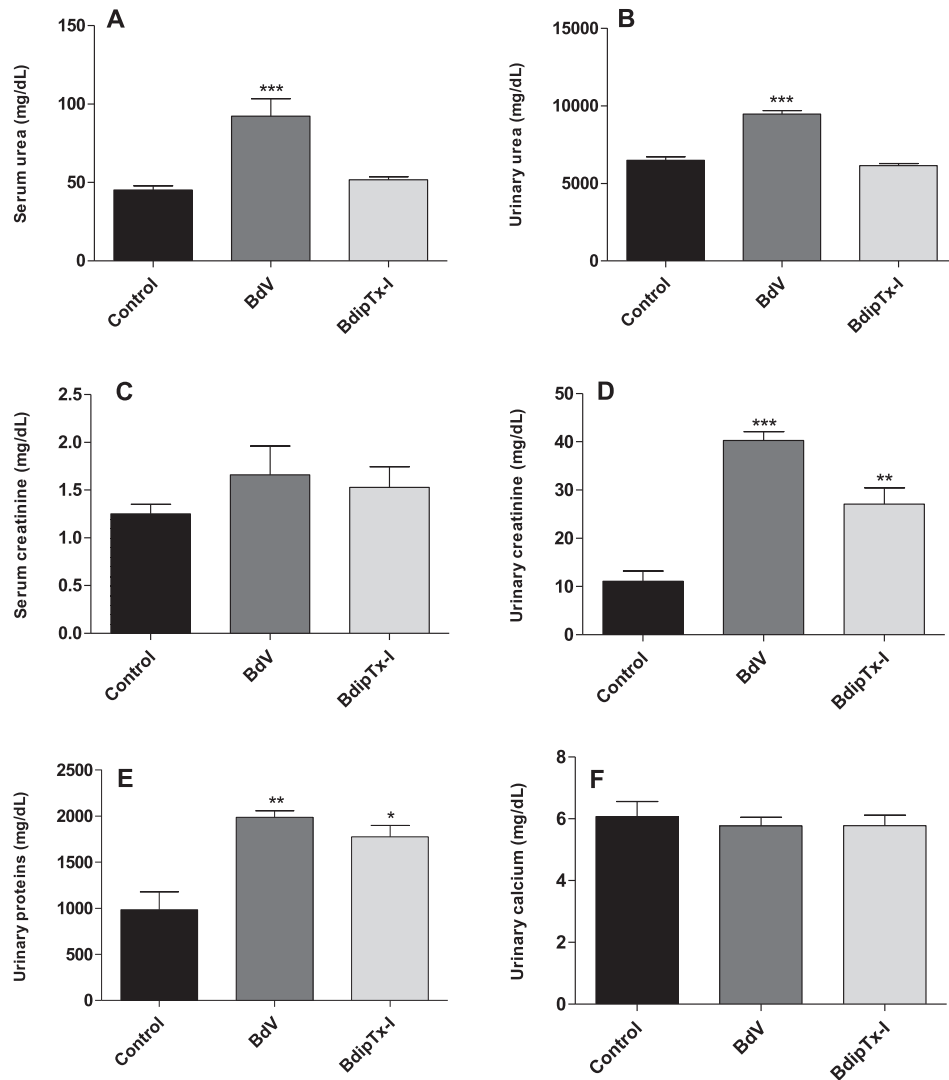 A
Serum urea (mg/dL)
150
100
50
0
***
Control
BdV
BdipTx-I
B
Urinary urea (mg/dL)
15000
10000
5000
0
***
Control
BdV
BdipTx-I
C
Serum creatinine (mg/dL)
2.5
2.0
1.5
1.0
0.5
0.0
Control
BdV
BdipTx-I
D
Urinary creatinine (mg/dL)
50
40
30
20
10
0
***
**
Control
BdV
BdipTx-I
E
Urinary proteins (mg/dL)
2500
2000
1500
1000
500
0
**
*
Control
BdV
BdipTx-I
F
Urinary calcium (mg/dL)
8
6
4
2
0
Control
BdV
BdipTx-I